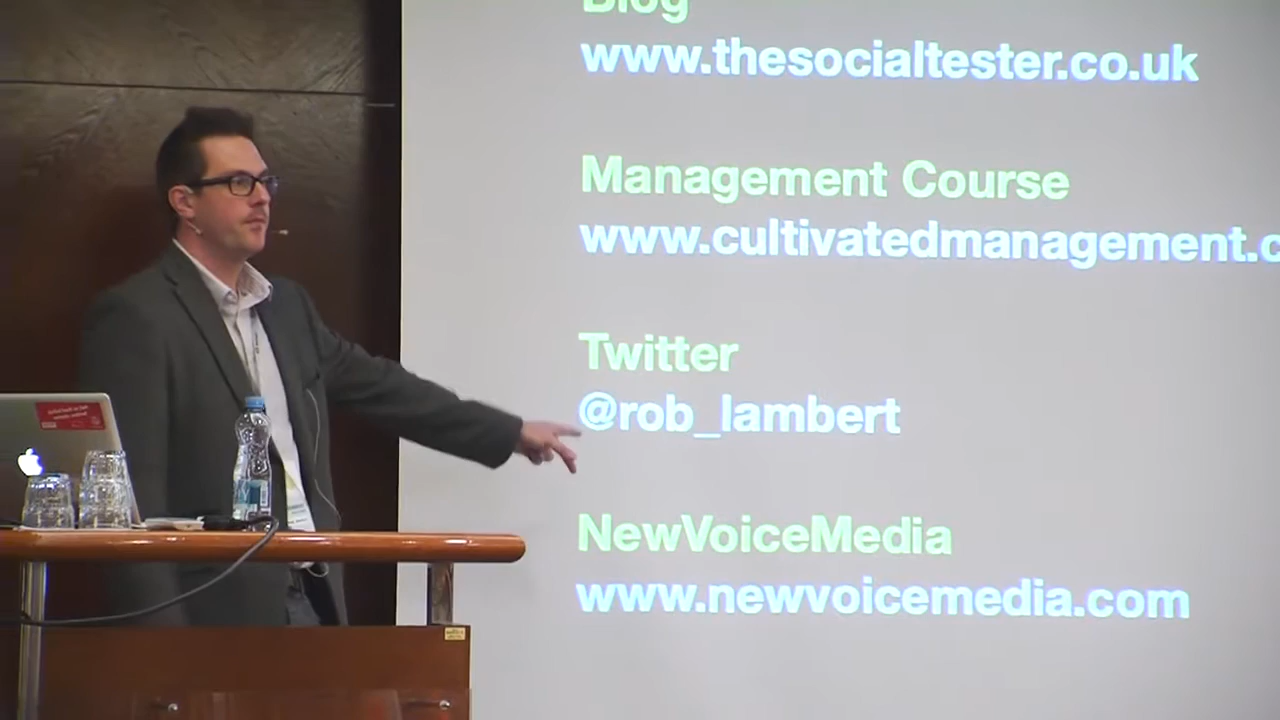 Blog
www.thesocialtester.co.uk
Management Course
www.cultivatedmanagement.c
Twitter
@rob_lambert
NewVoiceMedia
www.newvoicemedia.com